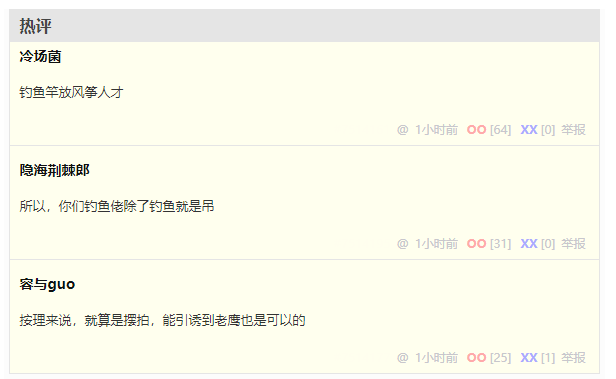 热评
冷场菌
钓鱼竿放风筝人才
@ 1小时前 OO [64] XX [0] 举报
隐海荆棘郎
所以，你们钓鱼佬除了钓鱼就是吊
@ 1小时前 OO [31] XX [0] 举报
容与guo
按理来说，就算是摆拍，能引诱到老鹰也是可以的
@ 1小时前 OO [25] XX [1] 举报